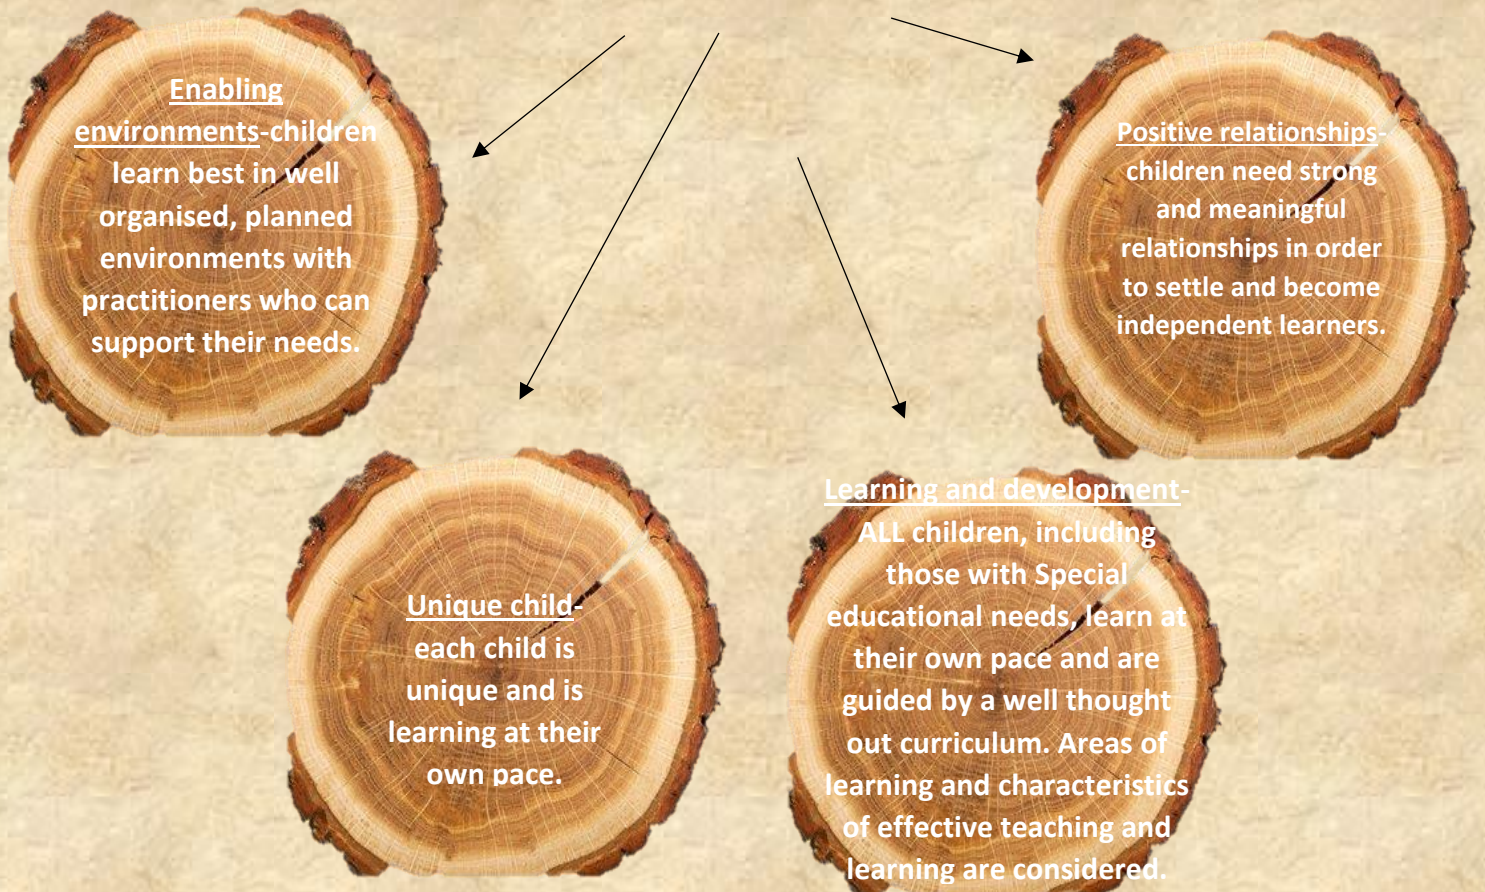 Enabling
environments-children
learn best in well
organised, planned
environments with
practitioners who can
support their needs.
Positive relationships-
children need strong
and meaningful
relationships in order
to settle and become
independent learners.
Unique child-
each child is
unique and is
learning at their
own pace.
Learning and development-
ALL children, including
those with Special
educational needs, learn at
their own pace and are
guided by a well thought
out curriculum. Areas of
learning and characteristics
of effective teaching and
learning are considered.